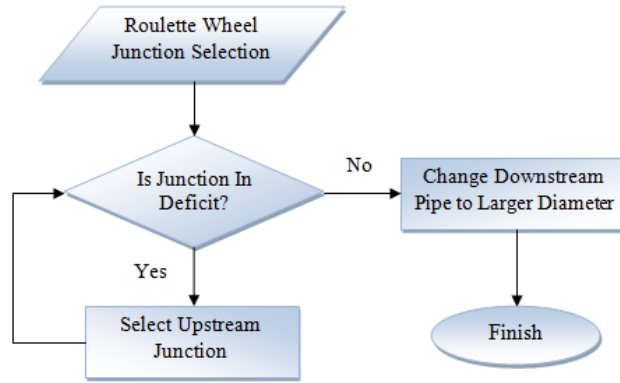 Roulette Wheel
Junction Selection
Is Junction In
Deficit?
No
Change Downstream
Pipe to Larger Diameter
Yes
Select Upstream
Junction
Finish